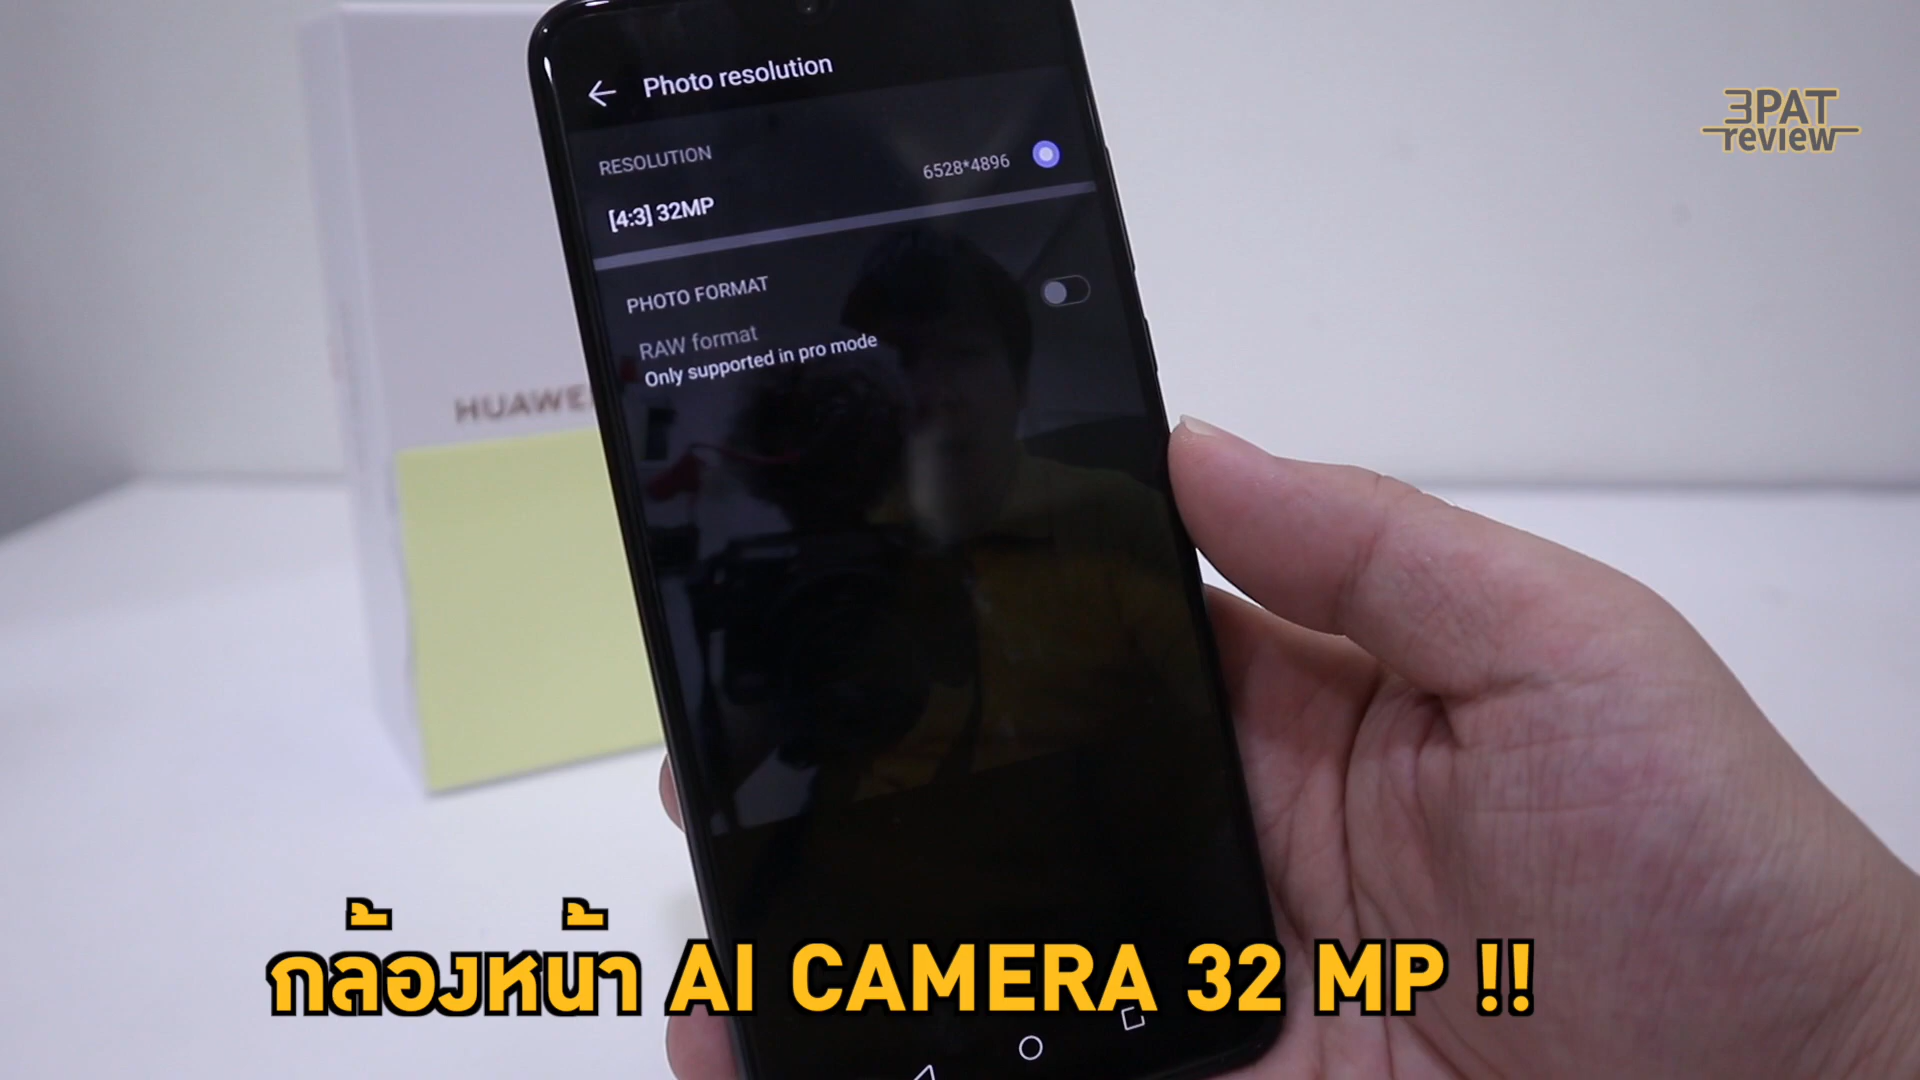 Photo resolution
3PAT
review
RESOLUTION
6528*4896
[4:3] 32MP
PHOTO FORMAT
RAW format
Only supported in pro mode
HUAWEI
กล้องหน้า AI CAMERA 32 MP !!